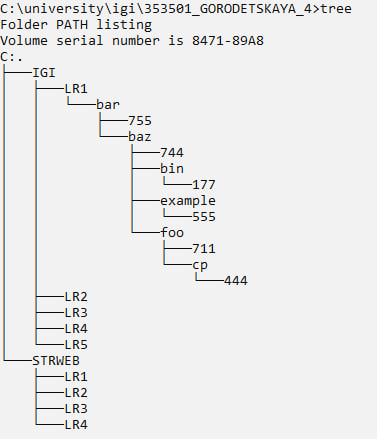 C:\university\igi\353501_GORODETSKAYA_4>tree
Folder PATH listing
Volume serial number is 8471-89A8
C:.
├───IGI
│   ├───LR1
│   │   └───bar
│   │       ├───755
│   │       └───baz
│   │           ├───744
│   │           ├───bin
│   │           │   └───177
│   │           ├───example
│   │           │   └───555
│   │           └───foo
│   │               ├───711
│   │               └───cp
│   │                   └───444
│   ├───LR2
│   ├───LR3
│   ├───LR4
│   └───LR5
└───STRWEB
    ├───LR1
    ├───LR2
    ├───LR3
    └───LR4